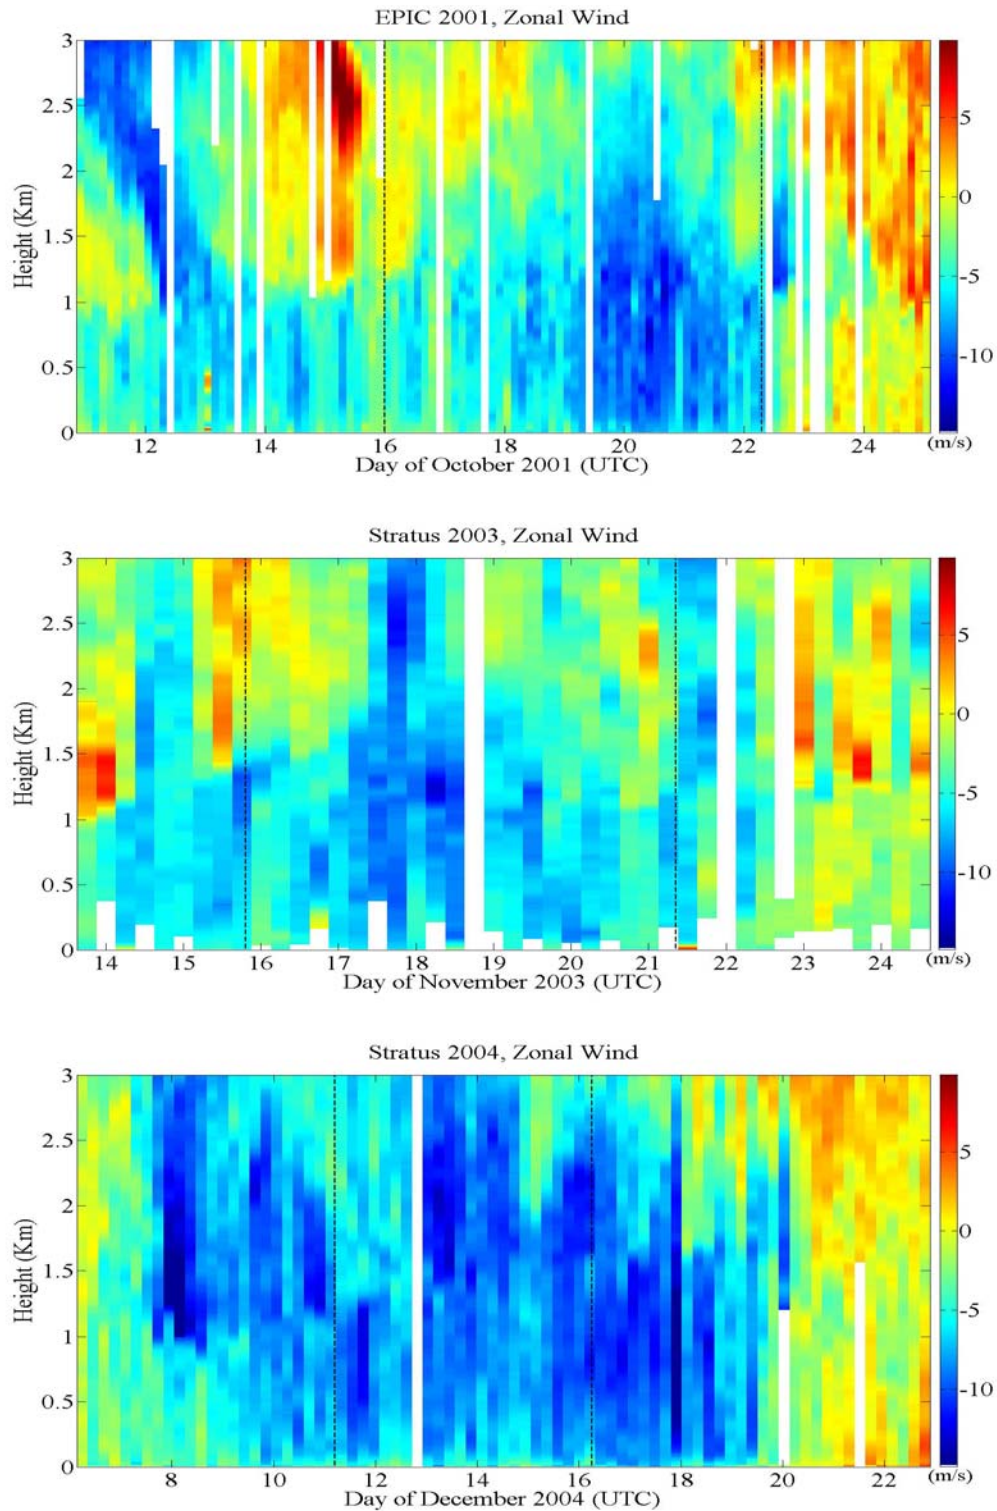 EPIC 2001, Zonal Wind
3
2.5
2
1.5
1
0.5
0
Height (Km)
12 14 16 18 20 22 24
Day of October 2001 (UTC)
5
0
-5
-10
(m/s)
Stratus 2003, Zonal Wind
3
2.5
2
1.5
1
0.5
0
Height (Km)
14 15 16 17 18 19 20 21 22 23 24
Day of November 2003 (UTC)
5
0
-5
-10
(m/s)
Stratus 2004, Zonal Wind
3
2.5
2
1.5
1
0.5
0
Height (Km)
8 10 12 14 16 18 20 22
Day of December 2004 (UTC)
5
0
-5
-10
(m/s)